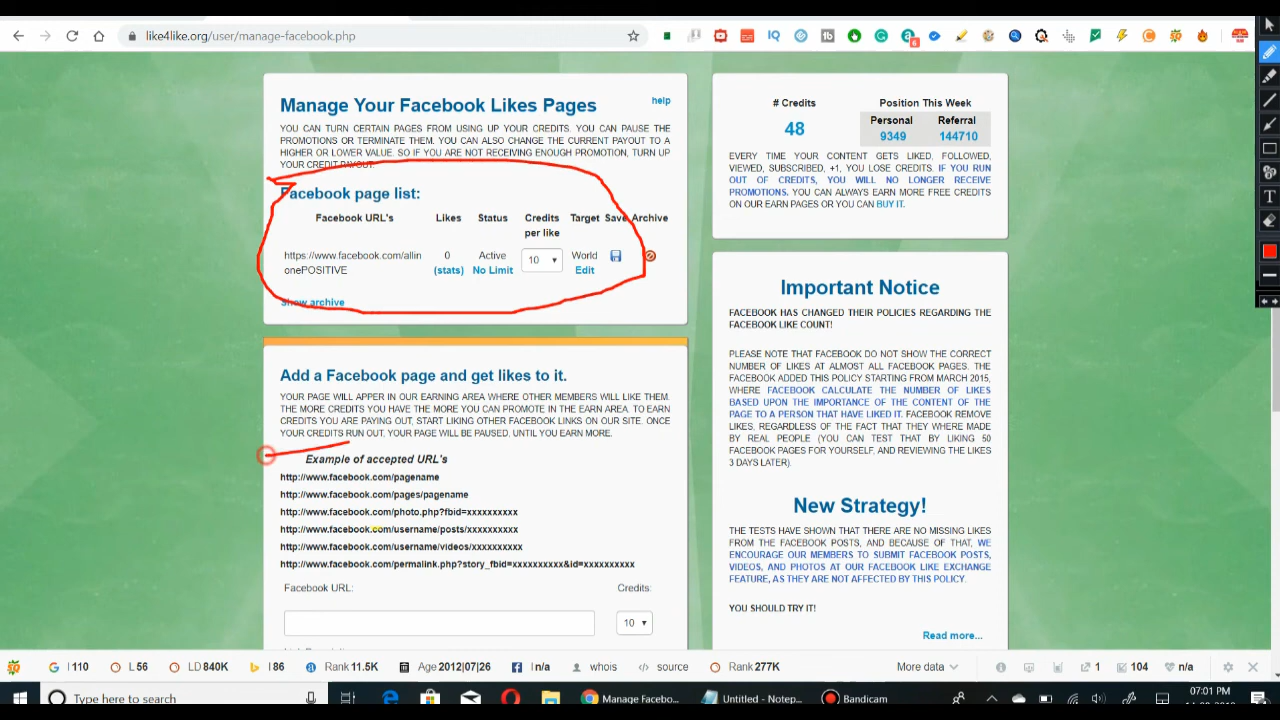 like4like.org/user/manage-facebook.php
6
Manage Your Facebook Likes Pages
help
YOU CAN TURN CERTAIN PAGES FROM USING UP YOUR CREDITS. YOU CAN PAUSE THE
PROMOTIONS OR TERMINATE THEM. YOU CAN ALSO CHANGE THE CURRENT PAYOUT TO A
HIGHER OR LOWER VALUE. SO IF YOU ARE NOT RECEIVING ENOUGH PROMOTION, TURN UP
YOUR CREDIT PAYOUT.
Facebook page list:
Facebook URL's Likes Status Credits per like Target Save Archive
https://www.facebook.com/allin 0 Active 10 World
onePOSITIVE (stats) No Limit Edit
Show archive
Add a Facebook page and get likes to it.
YOUR PAGE WILL APPER IN OUR EARNING AREA WHERE OTHER MEMBERS WILL LIKE THEM.
THE MORE CREDITS YOU HAVE THE MORE YOU CAN PROMOTE IN THE EARN AREA. TO EARN
CREDITS YOU ARE PAYING OUT, START LIKING OTHER FACEBOOK LINKS ON OUR SITE. ONCE
YOUR CREDITS RUN OUT, YOUR PAGE WILL BE PAUSED, UNTIL YOU EARN MORE.
Example of accepted URL's
http://www.facebook.com/pagename
http://www.facebook.com/pages/pagename
http://www.facebook.com/photo.php?fbid=xxxxxxxxxx
http://www.facebook.com/username/posts/xxxxxxxxxx
http://www.facebook.com/username/videos/xxxxxxxxxx
http://www.facebook.com/permalink.php?story_fbid=xxxxxxxxxx&id=xxxxxxxxxx
Facebook URL: Credits:
10
# Credits Position This Week
Personal Referral
48 9349 144710
EVERY TIME YOUR CONTENT GETS LIKED, FOLLOWED,
VIEWED, SUBSCRIBED, +1, YOU LOSE CREDITS. IF YOU RUN
OUT OF CREDITS, YOU WILL NO LONGER RECEIVE
PROMOTIONS. YOU CAN ALWAYS EARN MORE FREE CREDITS
ON OUR EARN PAGES OR YOU CAN BUY IT.
Important Notice
FACEBOOK HAS CHANGED THEIR POLICIES REGARDING THE
FACEBOOK LIKE COUNT!
PLEASE NOTE THAT FACEBOOK DO NOT SHOW THE CORRECT
NUMBER OF LIKES AT ALMOST ALL FACEBOOK PAGES. THE
FACEBOOK ADDED THIS POLICY STARTING FROM MARCH 2015,
WHERE FACEBOOK CALCULATE THE NUMBER OF LIKES
BASED UPON THE IMPORTANCE OF THE CONTENT OF THE
PAGE TO A PERSON THAT HAVE LIKED IT. FACEBOOK REMOVE
LIKES, REGARDLESS OF THE FACT THAT THEY WHERE MADE
BY REAL PEOPLE (YOU CAN TEST THAT BY LIKING 50
FACEBOOK PAGES FOR YOURSELF, AND REVIEWING THE LIKES
3 DAYS LATER).
New Strategy!
THE TESTS HAVE SHOWN THAT THERE ARE NO MISSING LIKES
FROM THE FACEBOOK POSTS, AND BECAUSE OF THAT, WE
ENCOURAGE OUR MEMBERS TO SUBMIT FACEBOOK POSTS,
VIDEOS, AND PHOTOS AT OUR FACEBOOK LIKE EXCHANGE
FEATURE, AS THEY ARE NOT AFFECTED BY THIS POLICY.
YOU SHOULD TRY IT!
Read more...
I 110 L 56 LD 840K I 86 Rank 11.5K Age 2012|07|26 I n/a whois source Rank 277K More data 1 104 n/a
Type here to search Manage Facebo... Untitled - Notep... Bandicam 07:01 PM